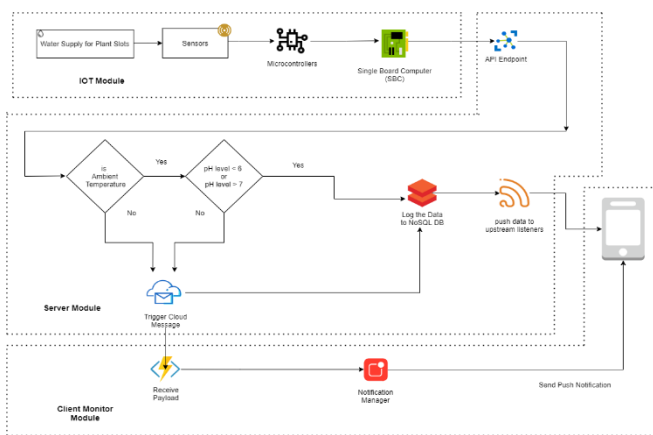 Water Supply for Plant Slots
Sensors
Microcontrollers
Single Board Computer
(SBC)
API Endpoint
IOT Module
is
Ambient
Temperature
Yes
pH level < 6
or
pH level > 7
Yes
No
No
Log the Data
to NoSQL DB
push data to
upstream listeners
Server Module
Trigger Cloud
Message
Receive
Payload
Notification
Manager
Send Push Notification
Client Monitor
Module